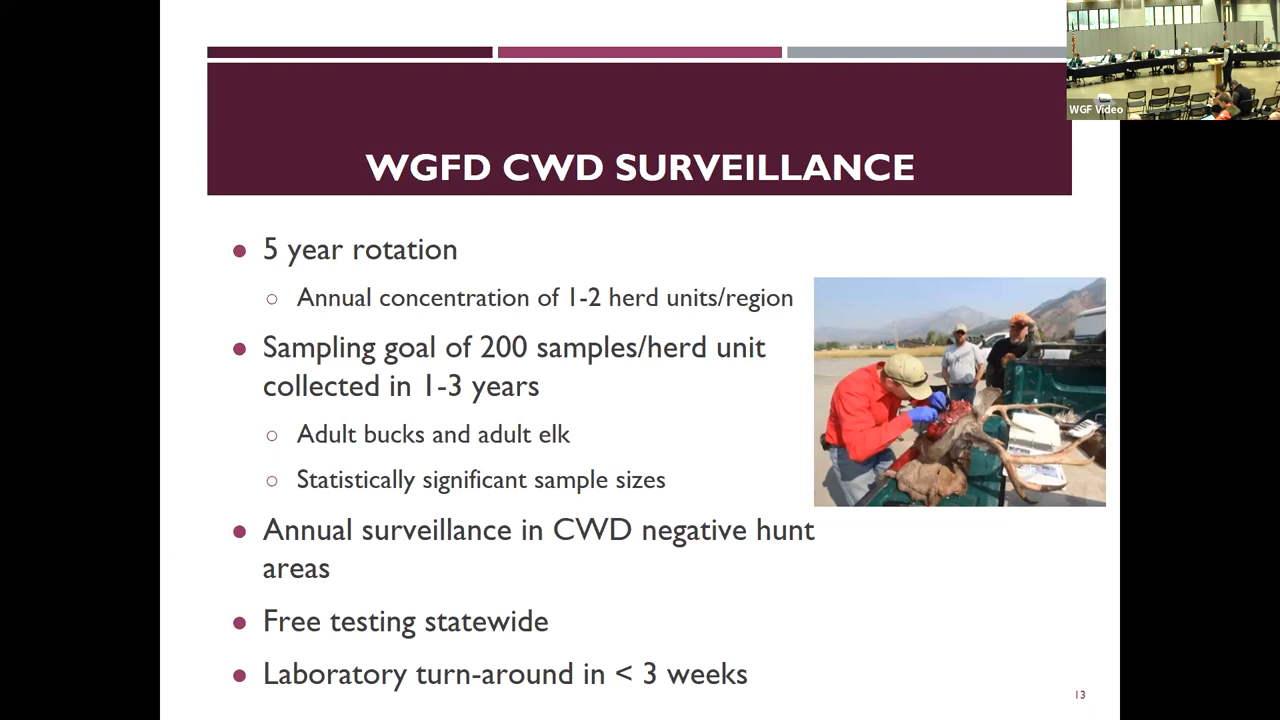 WGF Video
WGFD CWD SURVEILLANCE
5 year rotation
Annual concentration of 1-2 herd units/region
Sampling goal of 200 samples/herd unit
collected in 1-3 years
Adult bucks and adult elk
Statistically significant sample sizes
Annual surveillance in CWD negative hunt
areas
Free testing statewide
Laboratory turn-around in < 3 weeks
13